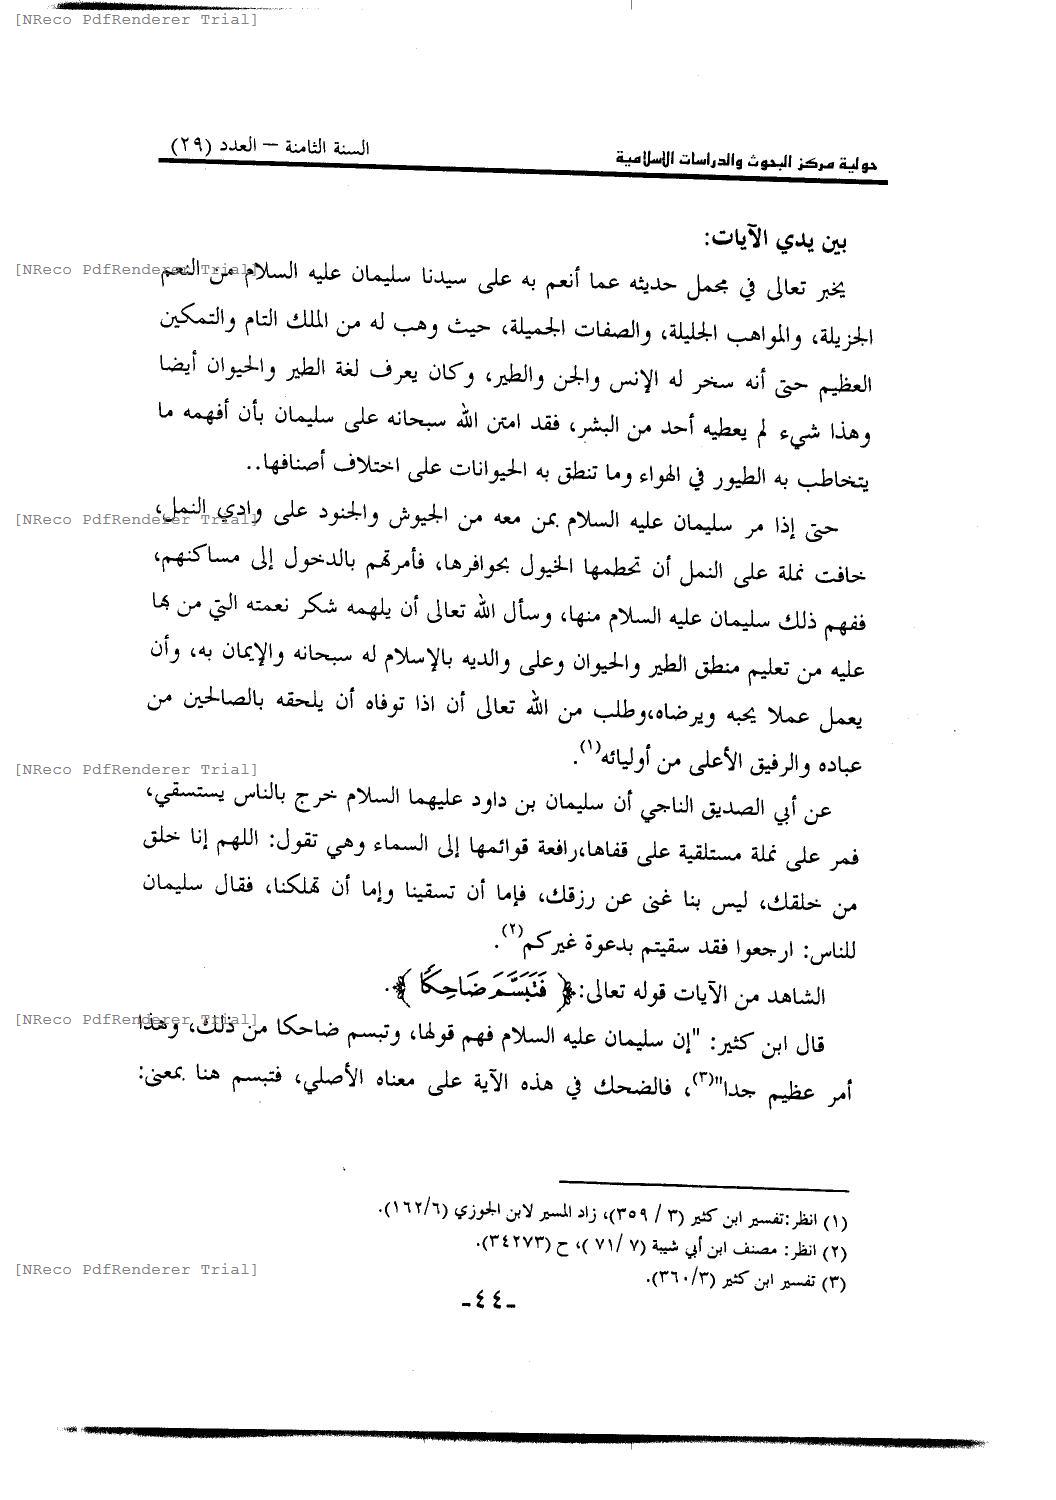 [NReco PdfRenderer Trial]
حولية مركز البحوث والدراسات الاسلامية
السنة الثامنة – العدد (٢٩)
بين يدي الآيات:
[NReco PdfRenderer Trial]
يخبر تعالى في مجمل حديثه عما أنعم به على سيدنا سليمان عليه السلام من النعم
الجزيلة، والمواهب الجليلة، والصفات الجميلة، حيث وهب له من الملك التام والتمكين
العظيم حتى أنه سخر له الإنس والجن والطير، وكان يعرف لغة الطير والحيوان أيضا
وهذا شيء لم يعطيه أحد من البشر، فقد امتن الله سبحانه على سليمان بأن أفهمه ما
يتخاطب به الطيور في الهواء وما تنطق به الحيوانات على اختلاف أصنافها..
[NReco PdfRenderer Trial]
حتى إذا مر سليمان عليه السلام بمن معه من الجيوش والجنود على وادي النمل،
خافت نملة على النمل أن تحطمها الخيول بحوافرها، فأمرتهم بالدخول إلى مساكنهم،
ففهم ذلك سليمان عليه السلام منها، وسأل الله تعالى أن يلهمه شكر نعمته التي من بها
عليه من تعليم منطق الطير والحيوان وعلى والديه بالإسلام له سبحانه والإيمان به، وأن
يعمل عملا يحبه ويرضاه،وطلب من الله تعالى أن اذا توفاه أن يلحقه بالصالحين من
عباده والرفيق الأعلى من أوليائه(١).
[NReco PdfRenderer Trial]
عن أبي الصديق الناجي أن سليمان بن داود عليهما السلام خرج بالناس يستسقي،
فمر على نملة مستلقية على قفاها،رافعة قوائمها إلى السماء وهي تقول: اللهم إنا خلق
من خلقك، ليس بنا غنى عن رزقك، فإما أن تسقينا وإما أن تهلكنا، فقال سليمان
للناس: ارجعوا فقد سقيتم بدعوة غيركم(٢).
الشاهد من الآيات قوله تعالى:﴿ فَتَبَسَّمَ ضَاحِكًا ﴾.
[NReco PdfRenderer Trial]
قال ابن كثير: "إن سليمان عليه السلام فهم قولها، وتبسم ضاحكا من ذلك، وهذا
أمر عظيم جدا"(٣)، فالضحك في هذه الآية على معناه الأصلي، فتبسم هنا بمعنى:
(١) انظر:تفسير ابن كثير (٣ / ٣٥٩)، زاد المسير لابن الجوزي (١٦٢/٦).
(٢) انظر: مصنف ابن أبي شيبة (٧ /٧١ )، ح (٣٤٢٧٣).
[NReco PdfRenderer Trial]
(٣) تفسير ابن كثير (٣٦٠/٣).
-٤٤-